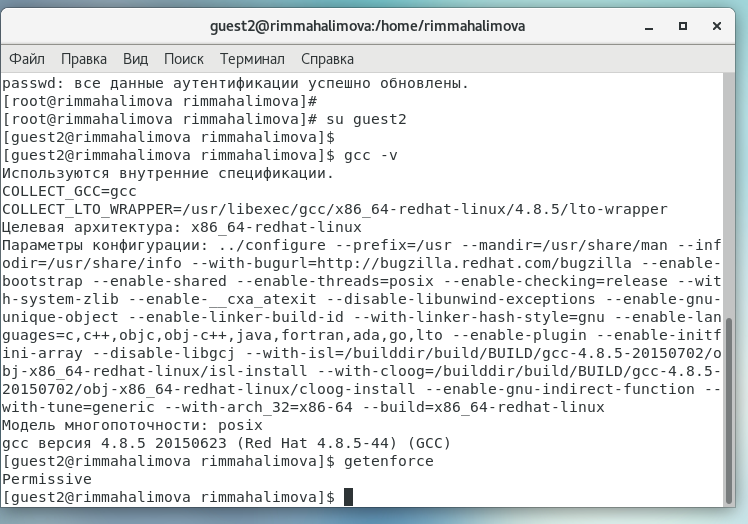 guest2@rimmahalimova:/home/rimmahalimova
Файл Правка Вид Поиск Терминал Справка
passwd: все данные аутентификации успешно обновлены.
[root@rimmahalimova rimmahalimova]#
[root@rimmahalimova rimmahalimova]# su guest2
[guest2@rimmahalimova rimmahalimova]$
[guest2@rimmahalimova rimmahalimova]$ gcc -v
Используются внутренние спецификации.
COLLECT_GCC=gcc
COLLECT_LTO_WRAPPER=/usr/libexec/gcc/x86_64-redhat-linux/4.8.5/lto-wrapper
Целевая архитектура: x86_64-redhat-linux
Параметры конфигурации: ../configure --prefix=/usr --mandir=/usr/share/man --inf
odir=/usr/share/info --with-bugurl=http://bugzilla.redhat.com/bugzilla --enable-
bootstrap --enable-shared --enable-threads=posix --enable-checking=release --wit
h-system-zlib --enable-__cxa_atexit --disable-libunwind-exceptions --enable-gnu-
unique-object --enable-linker-build-id --with-linker-hash-style=gnu --enable-lan
guages=c,c++,objc,obj-c++,java,fortran,ada,go,lto --enable-plugin --enable-initf
ini-array --disable-libgcj --with-isl=/builddir/build/BUILD/gcc-4.8.5-20150702/o
bj-x86_64-redhat-linux/isl-install --with-cloog=/builddir/build/BUILD/gcc-4.8.5-
20150702/obj-x86_64-redhat-linux/cloog-install --enable-gnu-indirect-function --
with-tune=generic --with-arch_32=x86-64 --build=x86_64-redhat-linux
Модель многопоточности: posix
gcc версия 4.8.5 20150623 (Red Hat 4.8.5-44) (GCC)
[guest2@rimmahalimova rimmahalimova]$ getenforce
Permissive
[guest2@rimmahalimova rimmahalimova]$